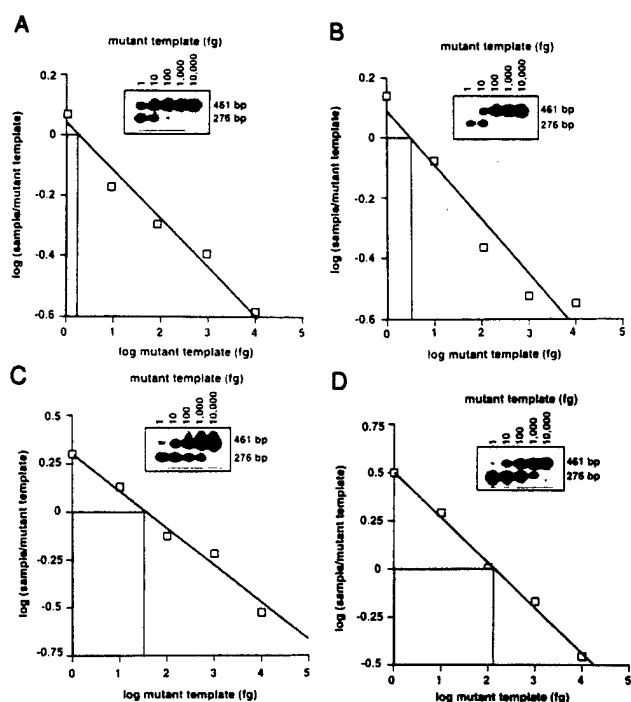 A
mutant template (fg)
1 10 100 1,000 10,000
461 bp
276 bp
log (sample/mutant template)
0.2
0
-0.2
-0.4
-0.6
0 1 2 3 4 5
log mutant template (fg)
B
mutant template (fg)
1 10 100 1,000 10,000
461 bp
276 bp
log (sample/mutant template)
0.2
0
-0.2
-0.4
-0.6
0 1 2 3 4 5
log mutant template (fg)
C
mutant template (fg)
1 10 100 1,000 10,000
461 bp
276 bp
log (sample/mutant template)
0.5
0.25
0
-0.25
-0.5
-0.75
0 1 2 3 4 5
log mutant template (fg)
D
mutant template (fg)
1 10 100 1,000 10,000
461 bp
276 bp
log (sample/mutant template)
0.75
0.5
0.25
0
-0.25
-0.5
0 1 2 3 4 5
log mutant template (fg)